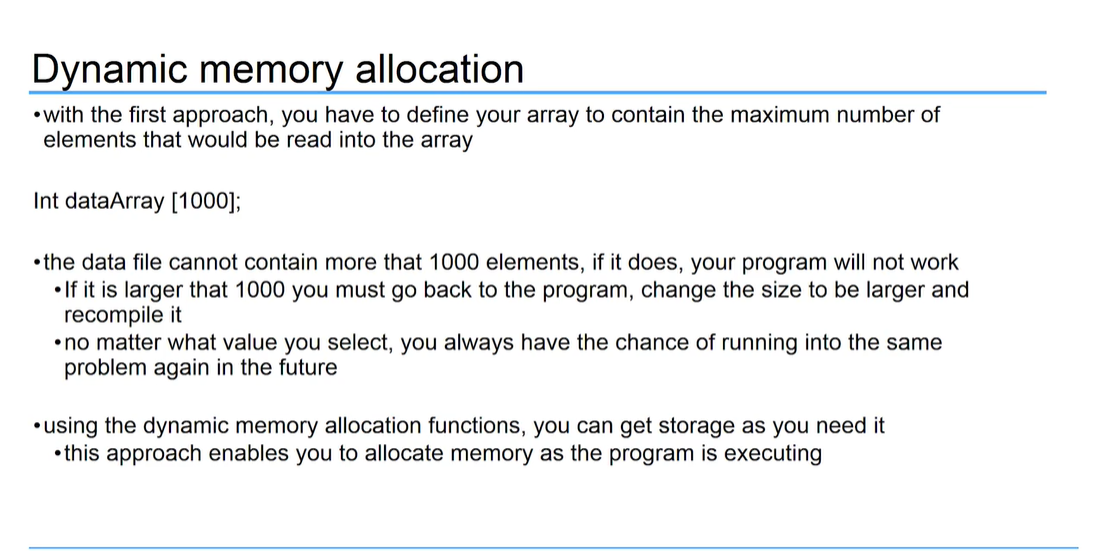 Dynamic memory allocation
•with the first approach, you have to define your array to contain the maximum number of
elements that would be read into the array
Int dataArray [1000];
•the data file cannot contain more that 1000 elements, if it does, your program will not work
•If it is larger that 1000 you must go back to the program, change the size to be larger and
recompile it
•no matter what value you select, you always have the chance of running into the same
problem again in the future
•using the dynamic memory allocation functions, you can get storage as you need it
•this approach enables you to allocate memory as the program is executing